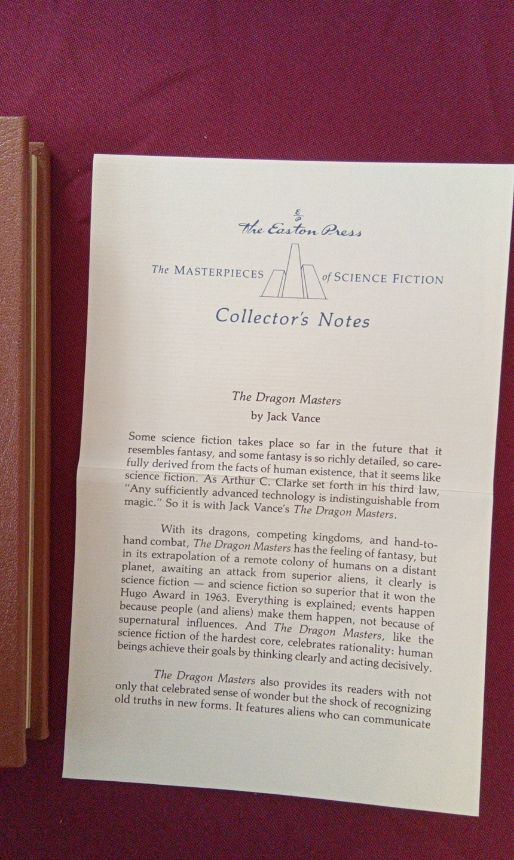 E
P
The Easton Press
The MASTERPIECES of SCIENCE FICTION
Collector's Notes
The Dragon Masters
by Jack Vance
Some science fiction takes place so far in the future that it
resembles fantasy, and some fantasy is so richly detailed, so care-
fully derived from the facts of human existence, that it seems like
science fiction. As Arthur C. Clarke set forth in his third law,
"Any sufficiently advanced technology is indistinguishable from
magic." So it is with Jack Vance's The Dragon Masters.
With its dragons, competing kingdoms, and hand-to-
hand combat, The Dragon Masters has the feeling of fantasy, but
in its extrapolation of a remote colony of humans on a distant
planet, awaiting an attack from superior aliens, it clearly is
science fiction — and science fiction so superior that it won the
Hugo Award in 1963. Everything is explained; events happen
because people (and aliens) make them happen, not because of
supernatural influences. And The Dragon Masters, like the
science fiction of the hardest core, celebrates rationality: human
beings achieve their goals by thinking clearly and acting decisively.
The Dragon Masters also provides its readers with not
only that celebrated sense of wonder but the shock of recognizing
old truths in new forms. It features aliens who can communicate